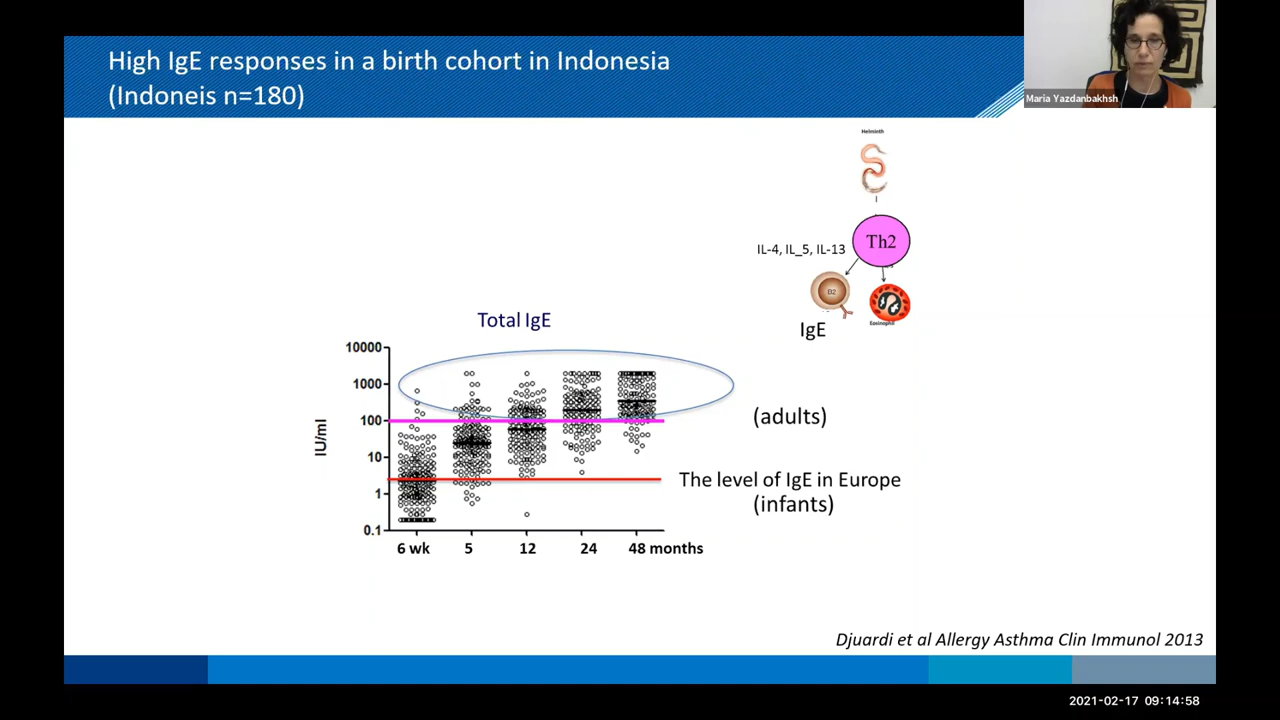 High IgE responses in a birth cohort in Indonesia
(Indoneis n=180)
Maria Yazdanbakhsh
Helminth
Th2
IL-4, IL_5, IL-13
B2
Eosinophil
IgE
Total IgE
10000
1000
100
10
1
0.1
IU/ml
6 wk 5 12 24 48 months
(adults)
The level of IgE in Europe
(infants)
Djuardi et al Allergy Asthma Clin Immunol 2013
2021-02-17 09:14:58